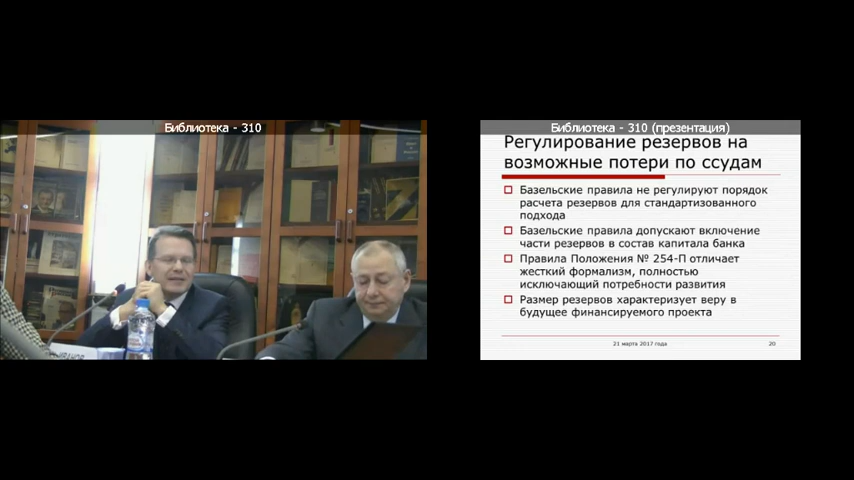 Библиотека - 310
Библиотека - 310 (презентация)
Регулирование резервов на
возможные потери по ссудам
Базельские правила не регулируют порядок
расчета резервов для стандартизованного
подхода
Базельские правила допускают включение
части резервов в состав капитала банка
Правила Положения № 254-П отличает
жесткий формализм, полностью
исключающий потребности развития
Размер резервов характеризует веру в
будущее финансируемого проекта
21 марта 2017 года
20